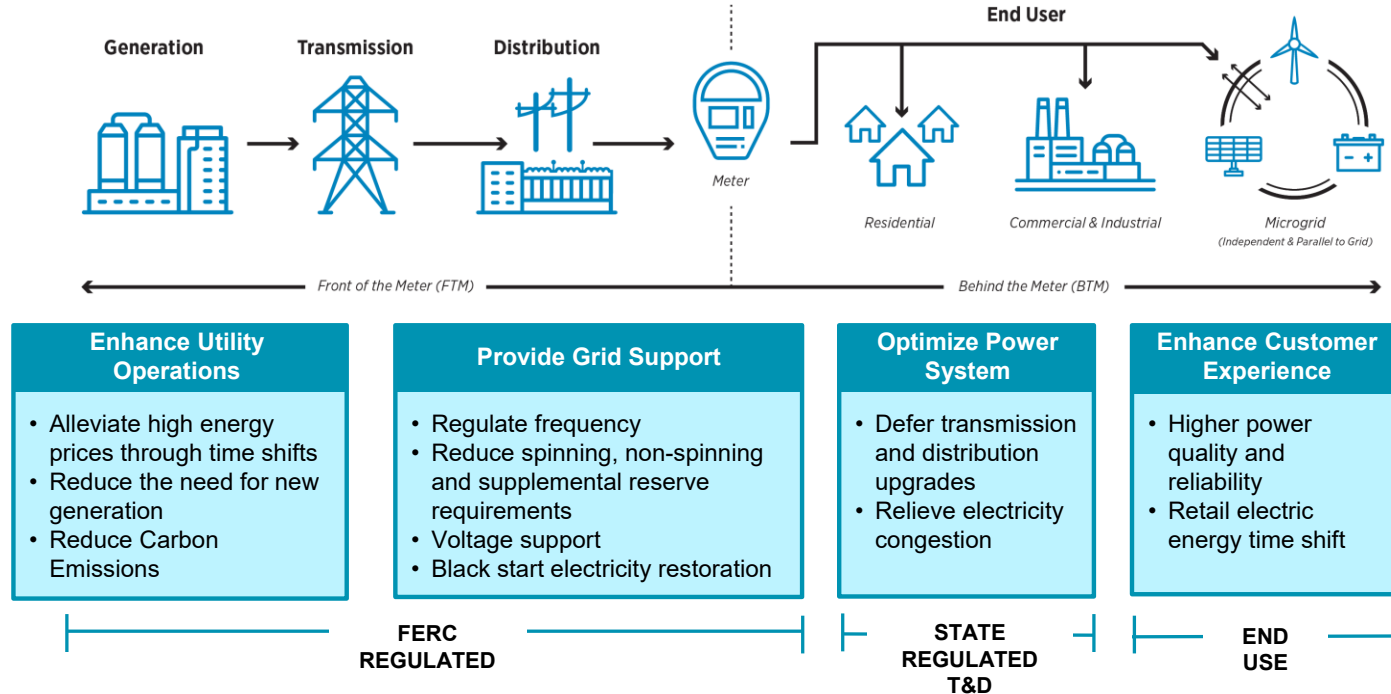 End User
Generation
Transmission
Distribution
Meter
Residential
Commercial & Industrial
Microgrid
(Independent & Parallel to Grid)
Front of the Meter (FTM)
Behind the Meter (BTM)
Enhance Utility
Operations
• Alleviate high energy
prices through time shifts
• Reduce the need for new
generation
• Reduce Carbon
Emissions
Provide Grid Support
• Regulate frequency
• Reduce spinning, non-spinning
and supplemental reserve
requirements
• Voltage support
• Black start electricity restoration
Optimize Power
System
• Defer transmission
and distribution
upgrades
• Relieve electricity
congestion
Enhance Customer
Experience
• Higher power
quality and
reliability
• Retail electric
energy time shift
FERC
REGULATED
STATE
REGULATED
T&D
END
USE